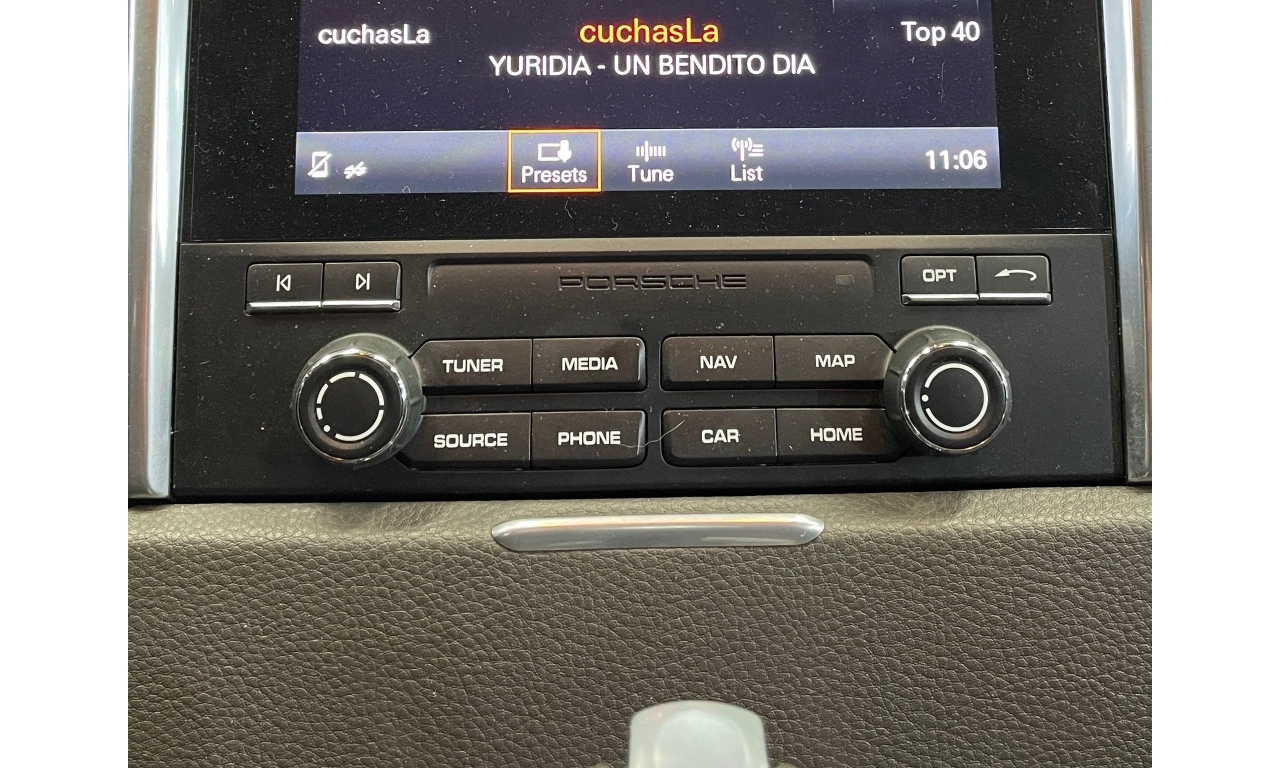 cuchasLa cuchasLa Top 40
YURIDIA - UN BENDITO DIA
Presets Tune List 11:06
PORSCHE OPT
TUNER MEDIA NAV MAP
SOURCE PHONE CAR HOME